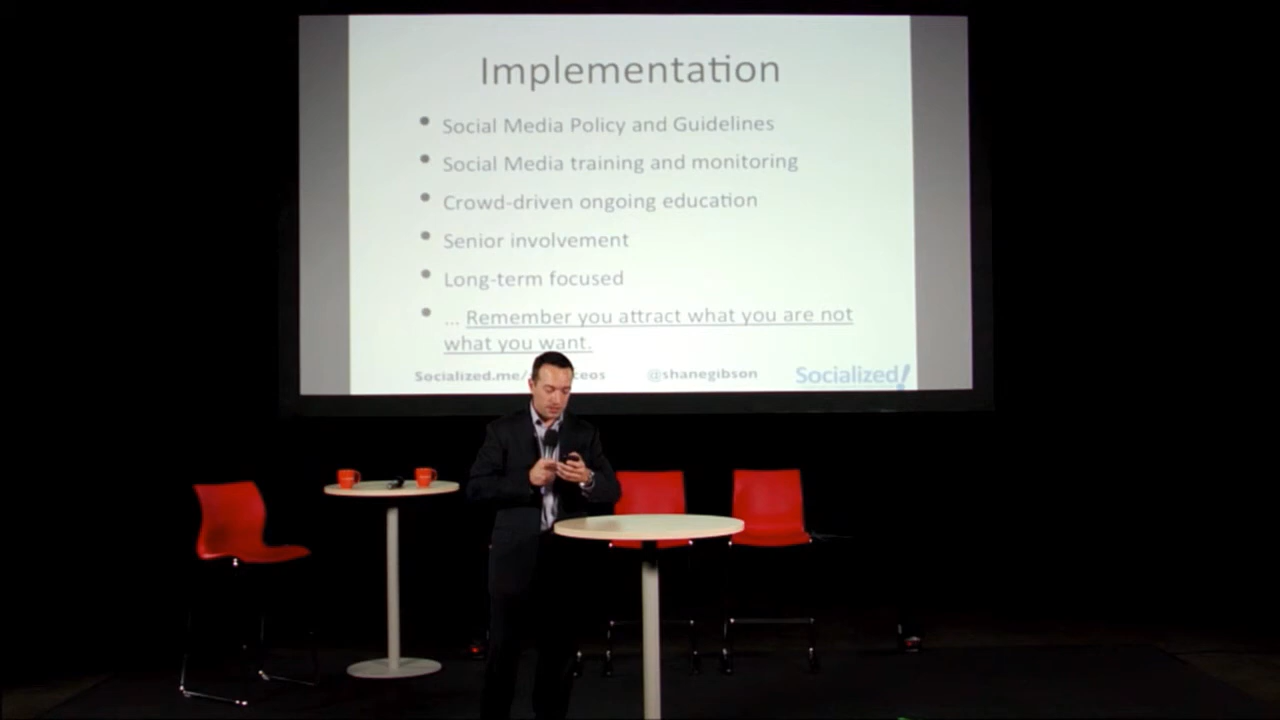 Implementation
• Social Media Policy and Guidelines
• Social Media training and monitoring
• Crowd-driven ongoing education
• Senior involvement
• Long-term focused
• ... Remember you attract what you are not
what you want.
Socialized.me/ ceos @shanegibson Socialized!